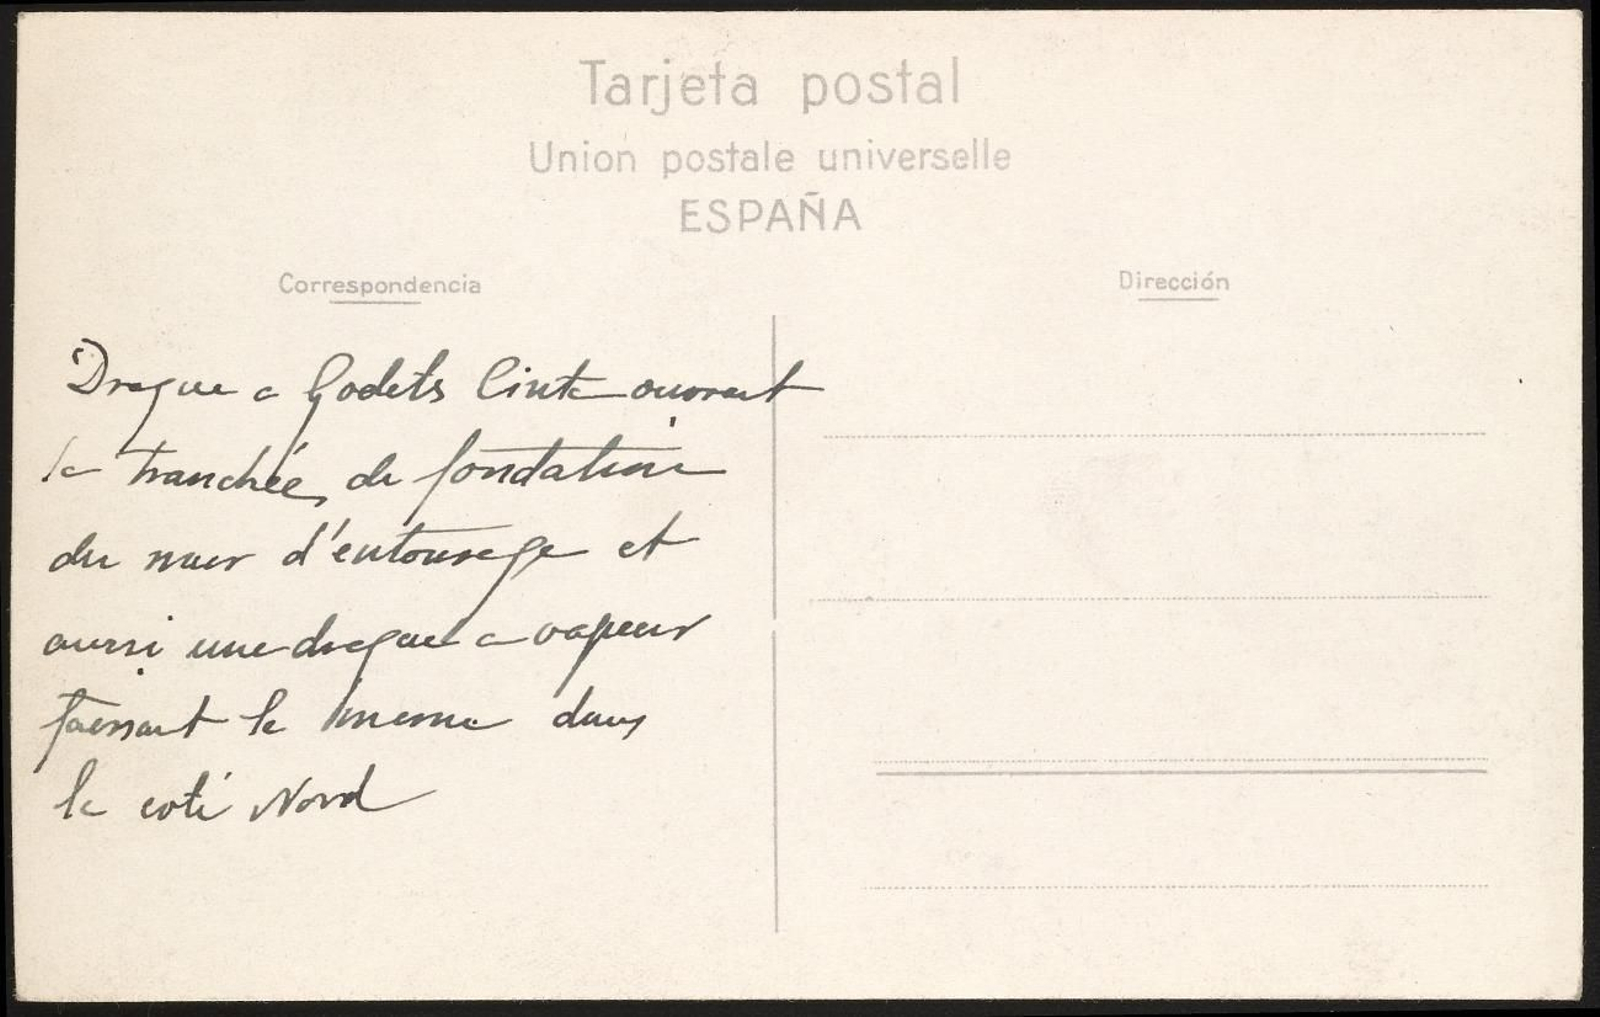 Tarjeta postal
Union postale universelle
ESPAÑA
Correspondencia
Dirección
Drague a Godets Cinta ouvrant
la tranchée de fondation
du mur d'entourage et
aussi une drague a vapeur
faisant le meme dans
le coté Nord